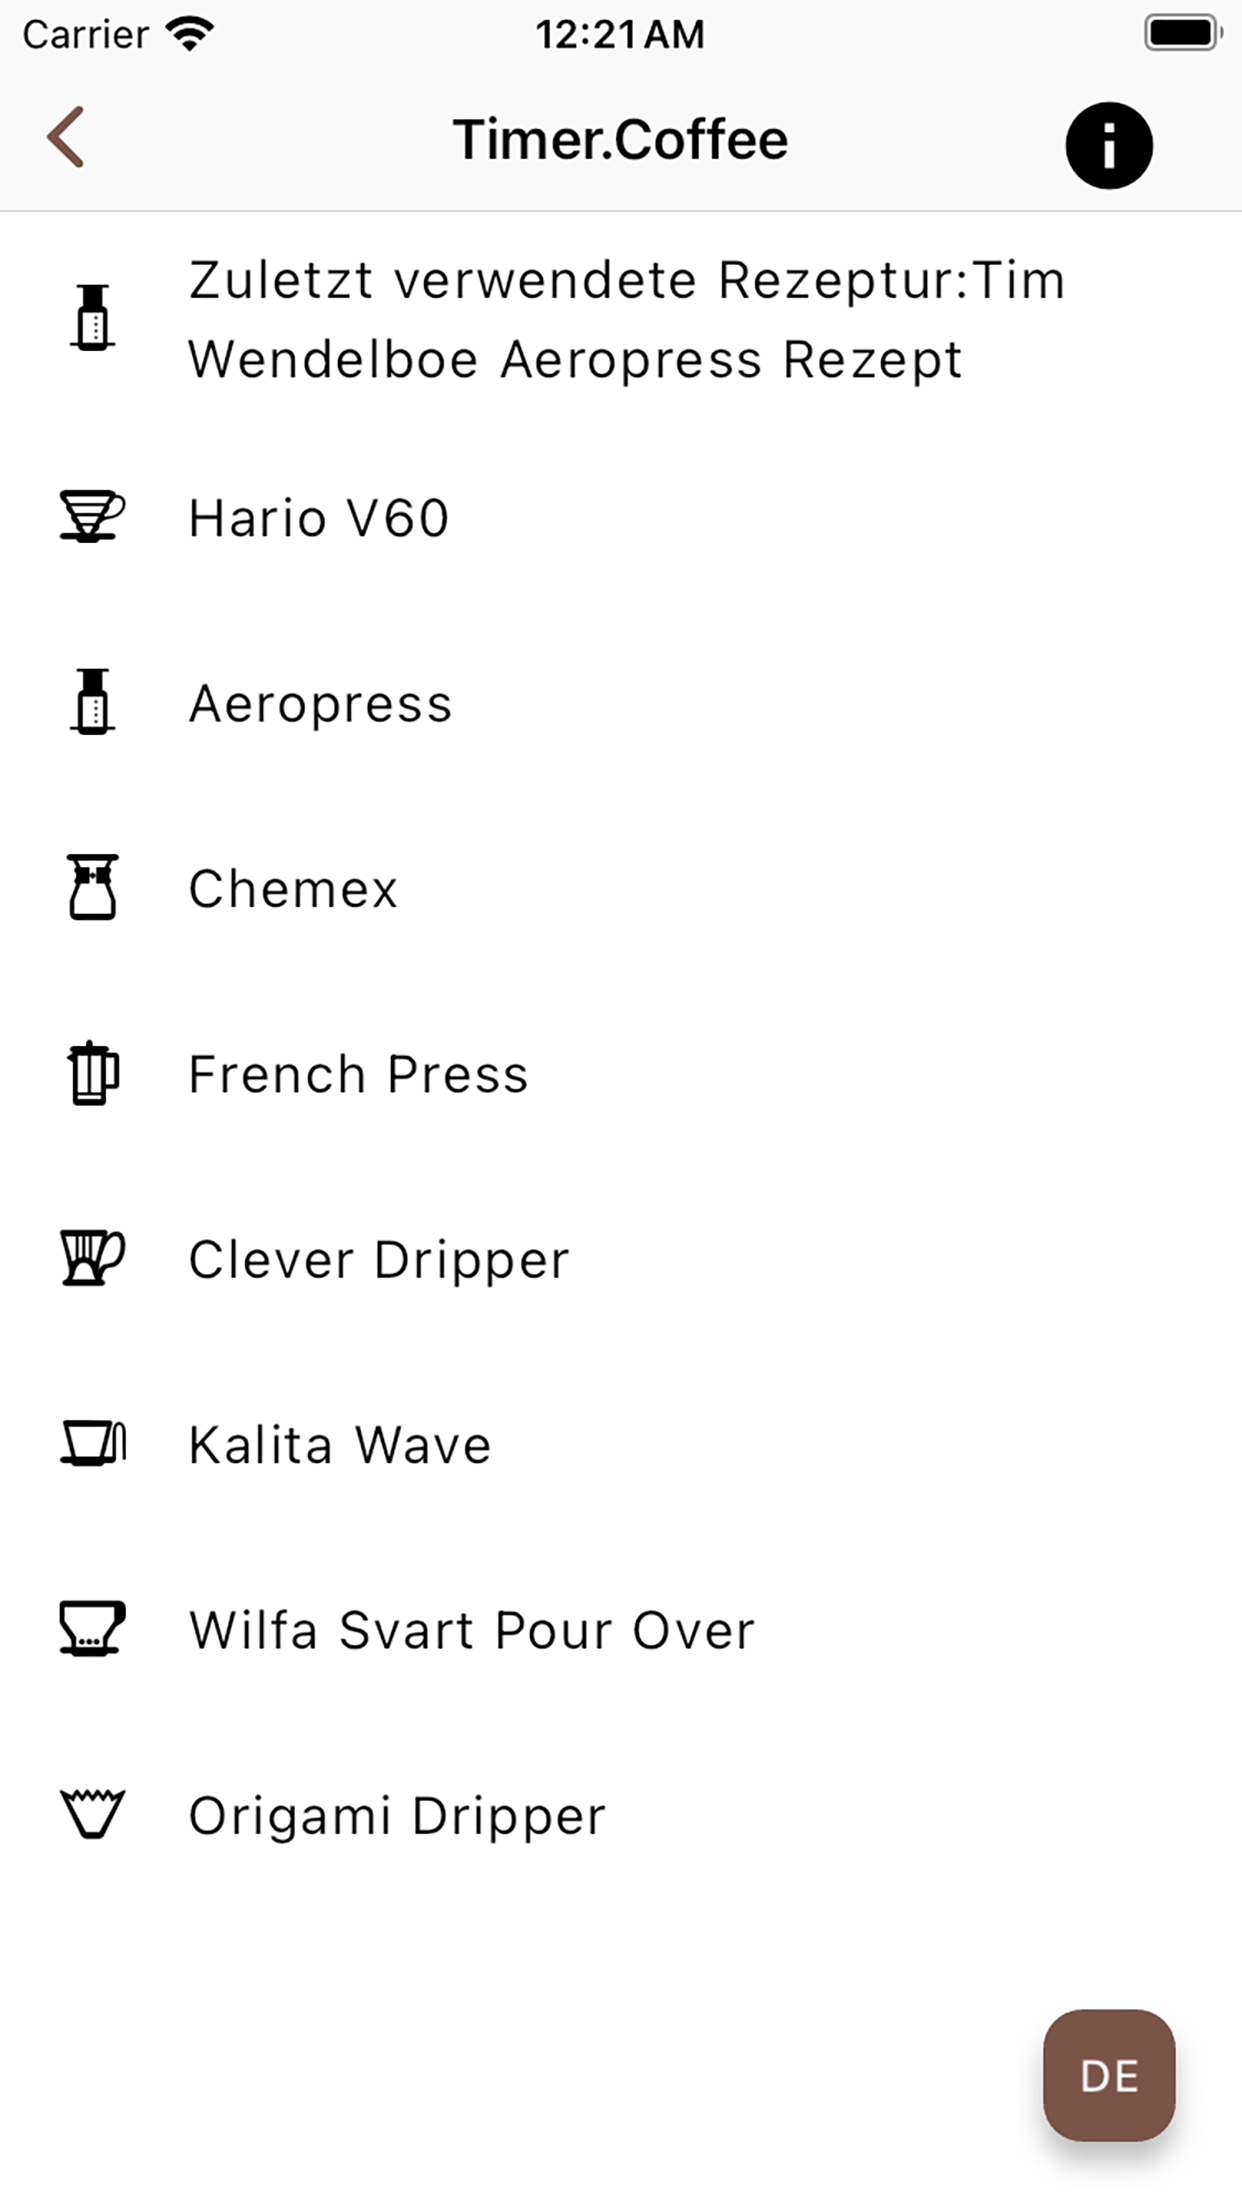 Carrier 12:21 AM
Timer.Coffee
Zuletzt verwendete Rezeptur:Tim
Wendelboe Aeropress Rezept
Hario V60
Aeropress
Chemex
French Press
Clever Dripper
Kalita Wave
Wilfa Svart Pour Over
Origami Dripper
DE